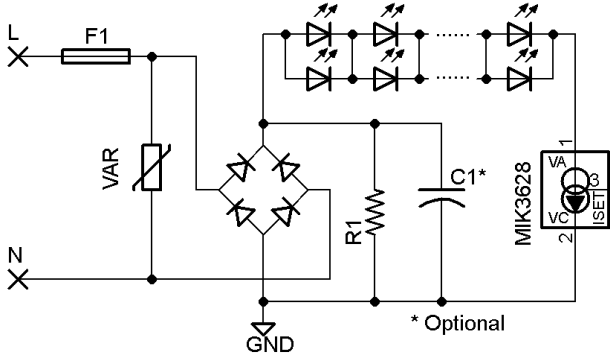 L
F1
VAR
N
R1
C1*
MIK3628
1
VA
3
ISET
VC
2
* Optional
GND